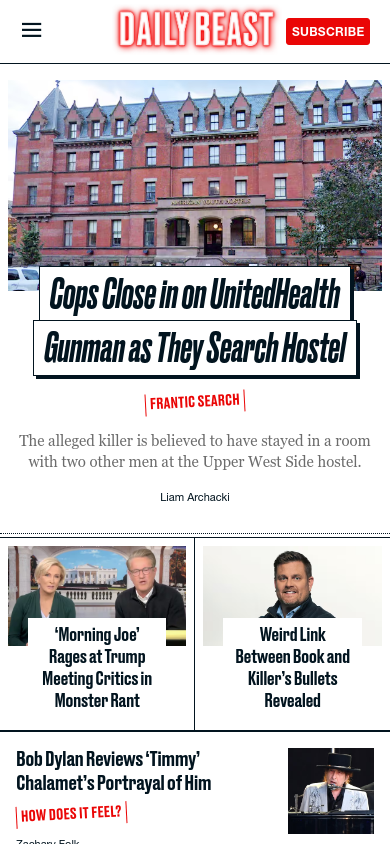 DAILY BEAST
SUBSCRIBE
AMERICAN YOUTH HOSTELS
Cops Close in on UnitedHealth
Gunman as They Search Hostel
FRANTIC SEARCH
The alleged killer is believed to have stayed in a room
with two other men at the Upper West Side hostel.
Liam Archacki
‘Morning Joe’
Rages at Trump
Meeting Critics in
Monster Rant
Weird Link
Between Book and
Killer’s Bullets
Revealed
Bob Dylan Reviews ‘Timmy’
Chalamet’s Portrayal of Him
HOW DOES IT FEEL?